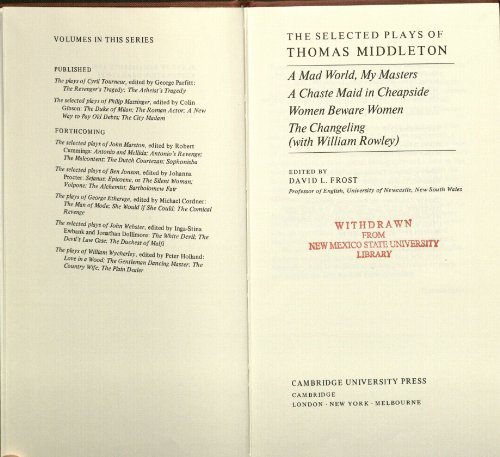 VOLUMES IN THIS SERIES
PUBLISHED
The plays of Cyril Tourneur, edited by George Parfitt:
The Revenger's Tragedy; The Atheist's Tragedy
The selected plays of Philip Massinger, edited by Colin
Gibson: The Duke of Milan; The Roman Actor; A New
Way to Pay Old Debts; The City Madam
FORTHCOMING
The selected plays of John Marston, edited by Robert
Cummings: Antonio and Mellida; Antonio's Revenge;
The Malcontent; The Dutch Courtezan; Sophonisba
The selected plays of Ben Jonson, edited by Johanna
Procter: Sejanus; Epicoene, or The Silent Woman;
Volpone; The Alchemist; Bartholomew Fair
The plays of George Etherege, edited by Michael Cordner:
The Man of Mode; She Would If She Could; The Comical
Revenge
The selected plays of John Webster, edited by Inga-Stina
Ewbank and Jonathan Dollimore: The White Devil; The
Devil's Law Case; The Duchess of Malfi
The plays of William Wycherley, edited by Peter Holland:
Love in a Wood; The Gentleman Dancing Master; The
Country Wife; The Plain Dealer
THE SELECTED PLAYS OF
THOMAS MIDDLETON
A Mad World, My Masters
A Chaste Maid in Cheapside
Women Beware Women
The Changeling
(with William Rowley)
EDITED BY
DAVID L. FROST
Professor of English, University of Newcastle, New South Wales
WITHDRAWN
FROM
NEW MEXICO STATE UNIVERSITY
LIBRARY
CAMBRIDGE UNIVERSITY PRESS
CAMBRIDGE
LONDON · NEW YORK · MELBOURNE